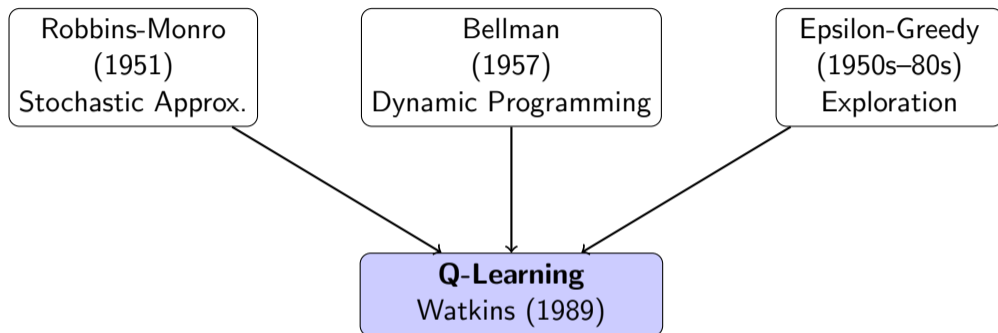 Robbins-Monro
(1951)
Stochastic Approx.
Bellman
(1957)
Dynamic Programming
Epsilon-Greedy
(1950s–80s)
Exploration
Q-Learning
Watkins (1989)